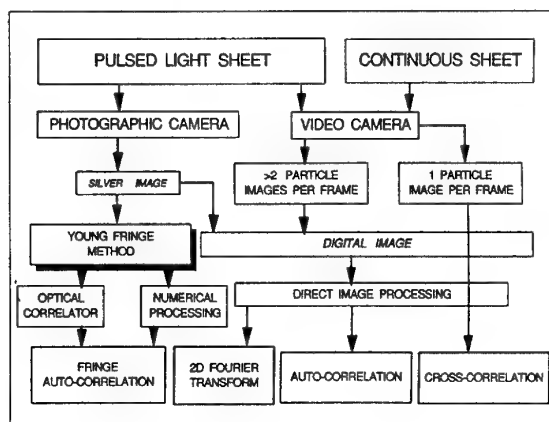 PULSED LIGHT SHEET
CONTINUOUS SHEET
PHOTOGRAPHIC CAMERA
VIDEO CAMERA
SILVER IMAGE
>2 PARTICLE
IMAGES PER FRAME
1 PARTICLE
IMAGE PER FRAME
YOUNG FRINGE
METHOD
DIGITAL IMAGE
OPTICAL
CORRELATOR
NUMERICAL
PROCESSING
DIRECT IMAGE PROCESSING
FRINGE
AUTO-CORRELATION
2D FOURIER
TRANSFORM
AUTO-CORRELATION
CROSS-CORRELATION